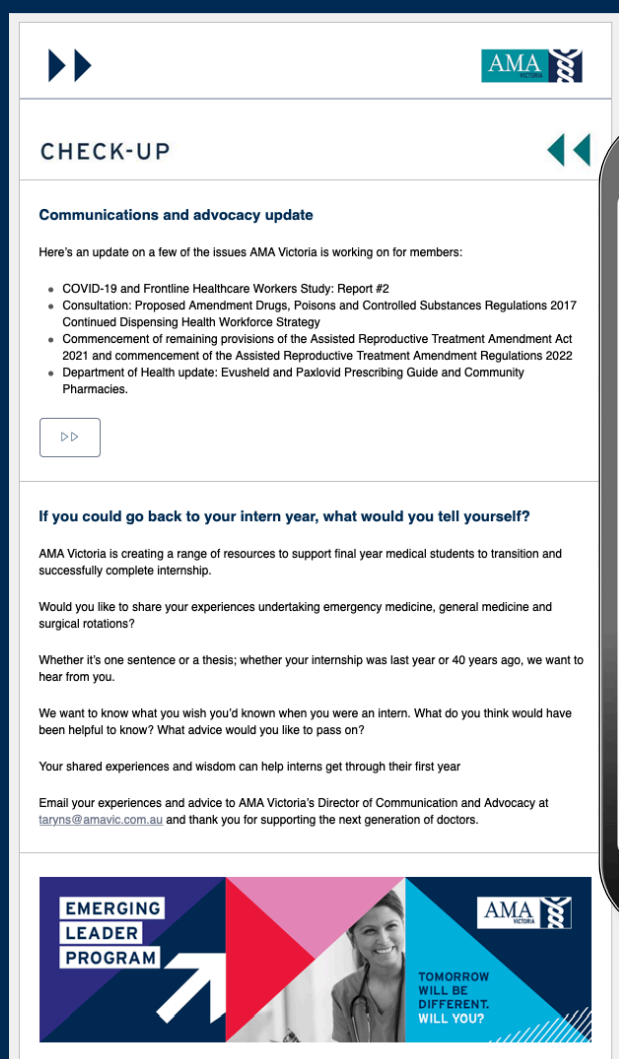 AMA
VICTORIA
CHECK-UP
Communications and advocacy update
Here's an update on a few of the issues AMA Victoria is working on for members:
COVID-19 and Frontline Healthcare Workers Study: Report #2
Consultation: Proposed Amendment Drugs, Poisons and Controlled Substances Regulations 2017
Continued Dispensing Health Workforce Strategy
Commencement of remaining provisions of the Assisted Reproductive Treatment Amendment Act
2021 and commencement of the Assisted Reproductive Treatment Amendment Regulations 2022
Department of Health update: Evusheld and Paxlovid Prescribing Guide and Community
Pharmacies.
If you could go back to your intern year, what would you tell yourself?
AMA Victoria is creating a range of resources to support final year medical students to transition and
successfully complete internship.
Would you like to share your experiences undertaking emergency medicine, general medicine and
surgical rotations?
Whether it's one sentence or a thesis; whether your internship was last year or 40 years ago, we want to
hear from you.
We want to know what you wish you'd known when you were an intern. What do you think would have
been helpful to know? What advice would you like to pass on?
Your shared experiences and wisdom can help interns get through their first year
Email your experiences and advice to AMA Victoria's Director of Communication and Advocacy at
taryns@amavic.com.au and thank you for supporting the next generation of doctors.
EMERGING
LEADER
PROGRAM
AMA
VICTORIA
TOMORROW
WILL BE
DIFFERENT.
WILL YOU?